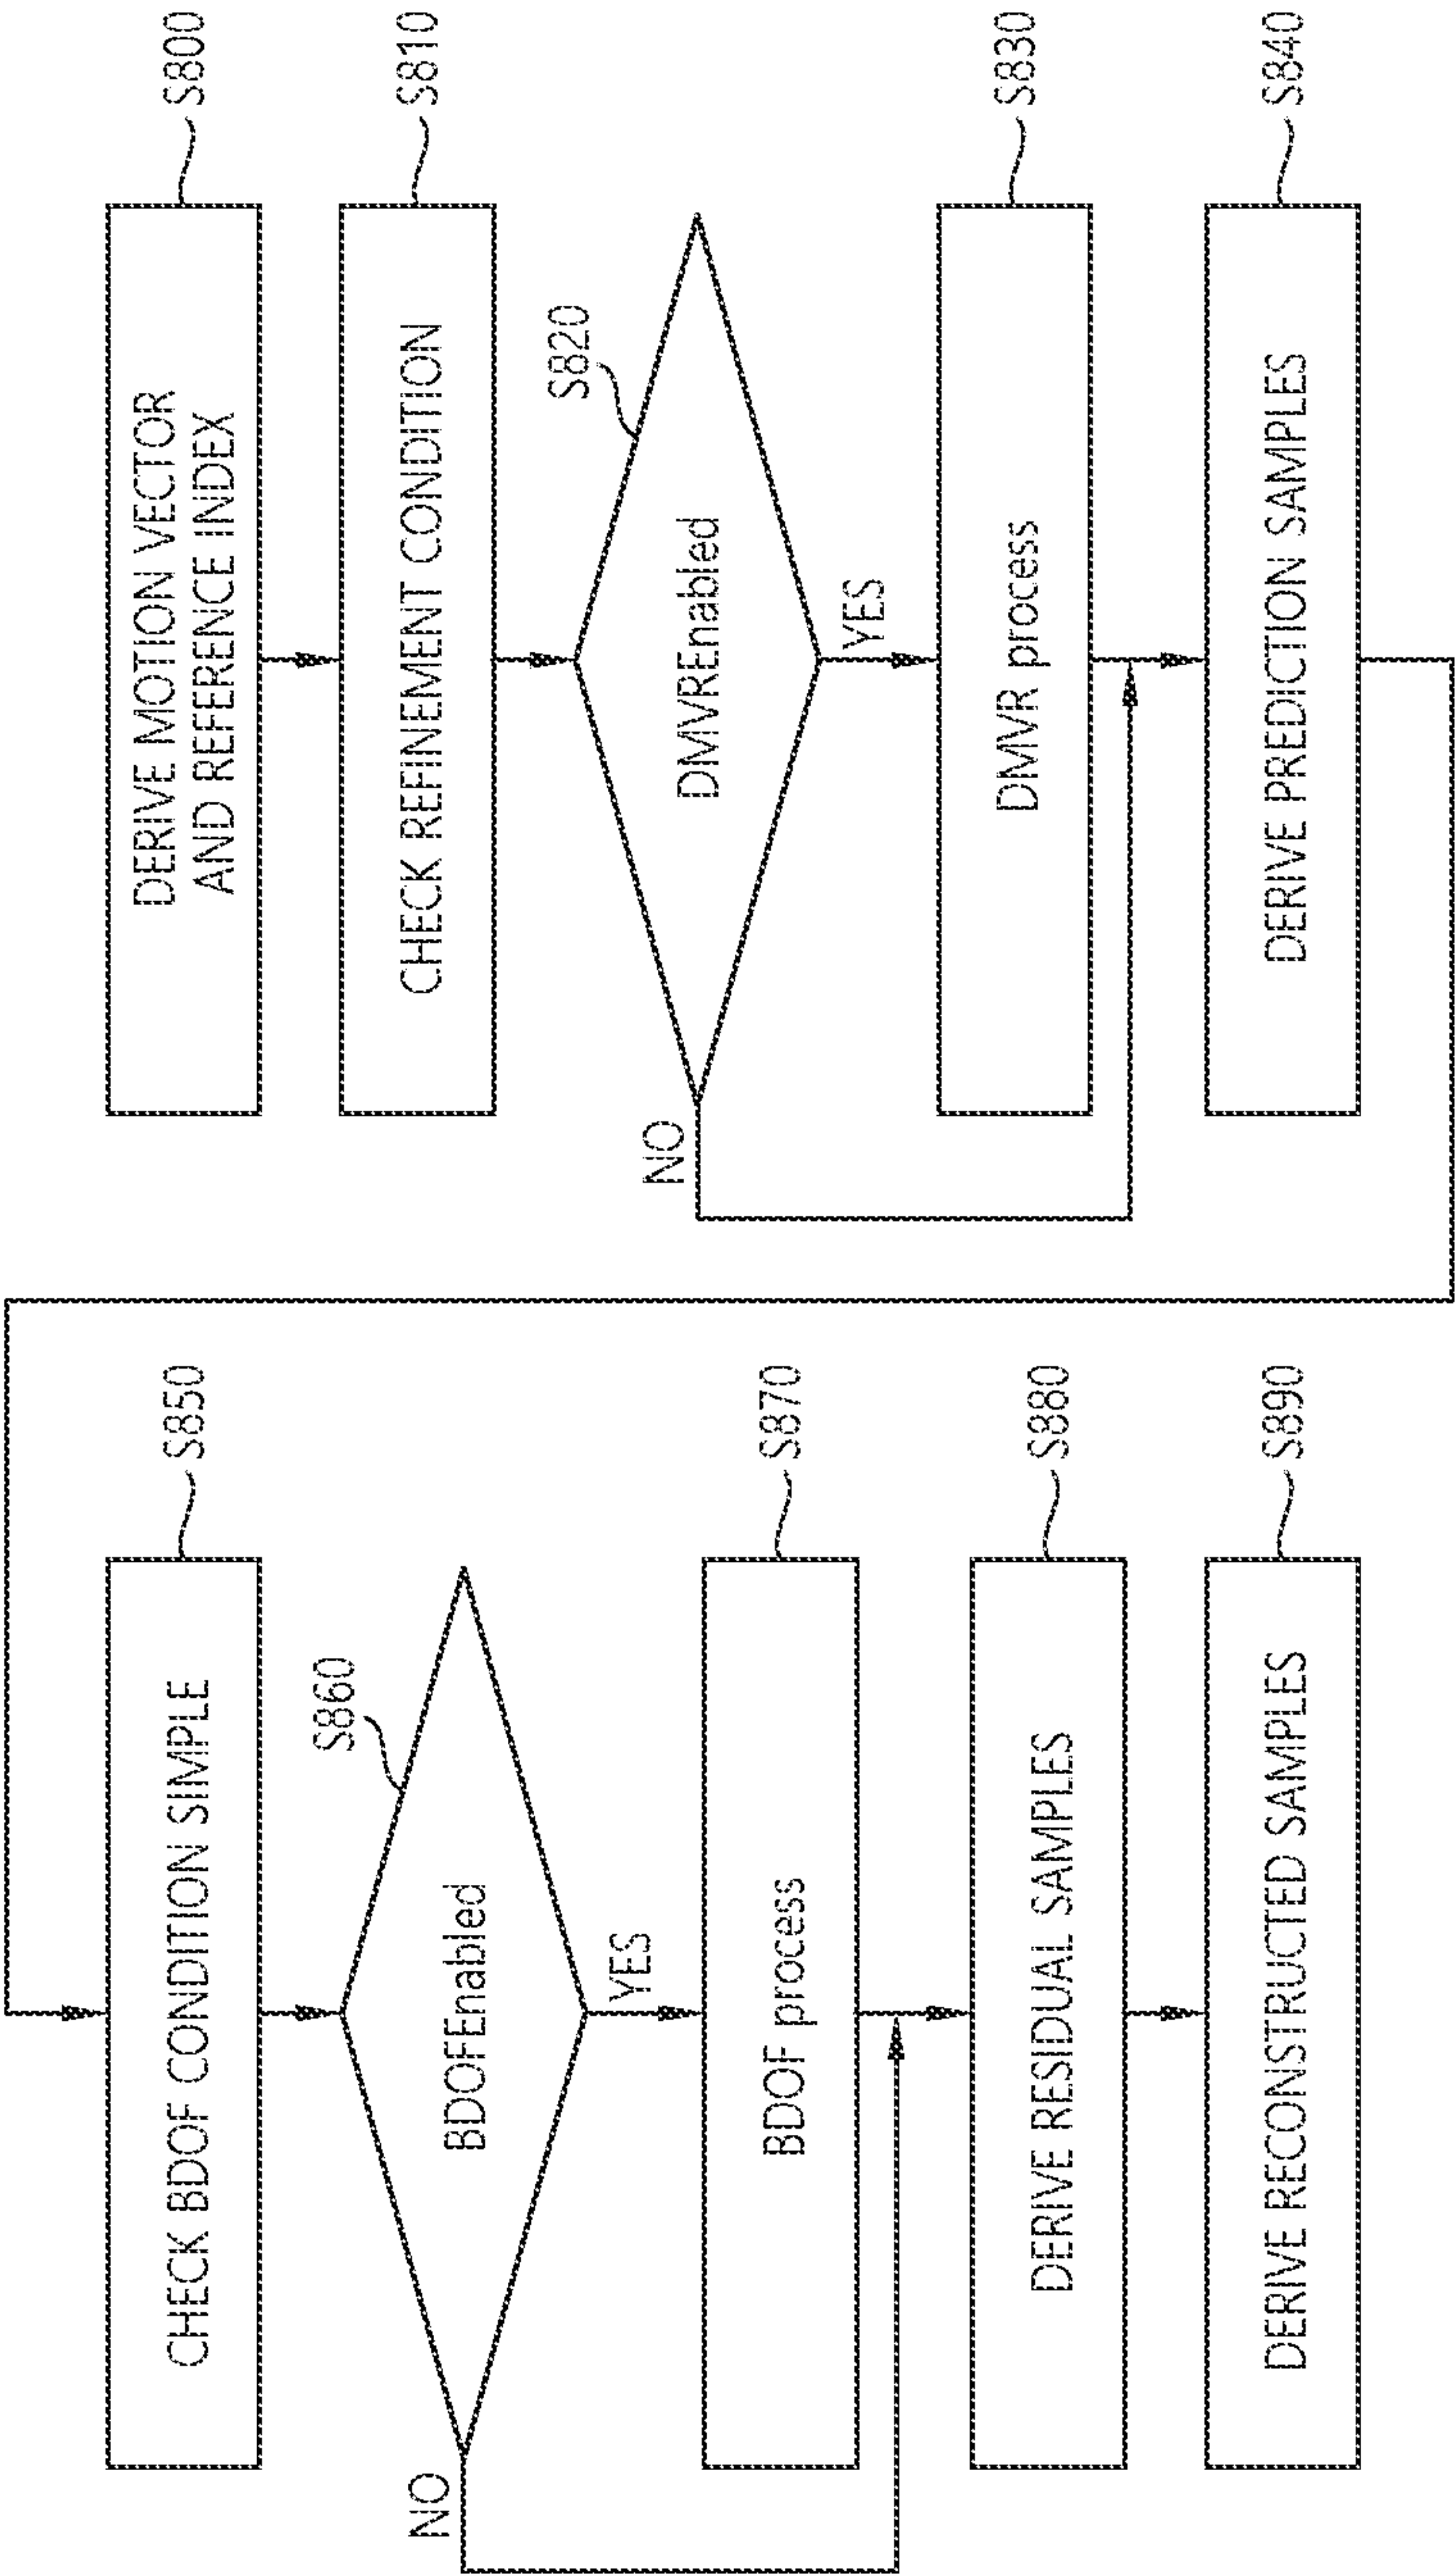 DERIVE MOTION VECTOR
AND REFERENCE INDEX
S800
CHECK REFINEMENT CONDITION
S810
S820
DMVREnabled
NO
YES
DMVR process
S830
DERIVE PREDICTION SAMPLES
S840
CHECK BDOF CONDITION SIMPLE
S850
S860
BDOFEnabled
NO
YES
BDOF process
S870
DERIVE RESIDUAL SAMPLES
S880
DERIVE RECONSTRUCTED SAMPLES
S890